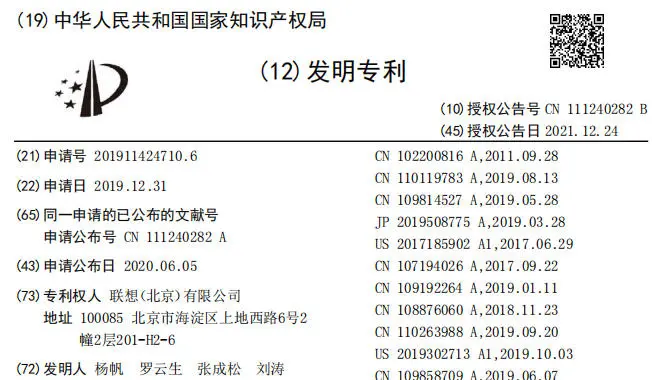 (19)中华人民共和国国家知识产权局
(12)发明专利
(10)授权公告号 CN 111240282 B
(45)授权公告日 2021.12.24
(21)申请号 201911424710.6
(22)申请日 2019.12.31
(65)同一申请的已公布的文献号
申请公布号 CN 111240282 A
(43)申请公布日 2020.06.05
(73)专利权人 联想(北京)有限公司
地址 100085 北京市海淀区上地西路6号2
幢2层201-H2-6
(72)发明人 杨帆 罗云生 张成松 刘涛
CN 102200816 A,2011.09.28
CN 110119783 A,2019.08.13
CN 109814527 A,2019.05.28
JP 2019508775 A,2019.03.28
US 2017185902 A1,2017.06.29
CN 107194026 A,2017.09.22
CN 109192264 A,2019.01.11
CN 108876060 A,2018.11.23
CN 110263988 A,2019.09.20
US 2019302713 A1,2019.10.03
CN 109858709 A,2019.06.07